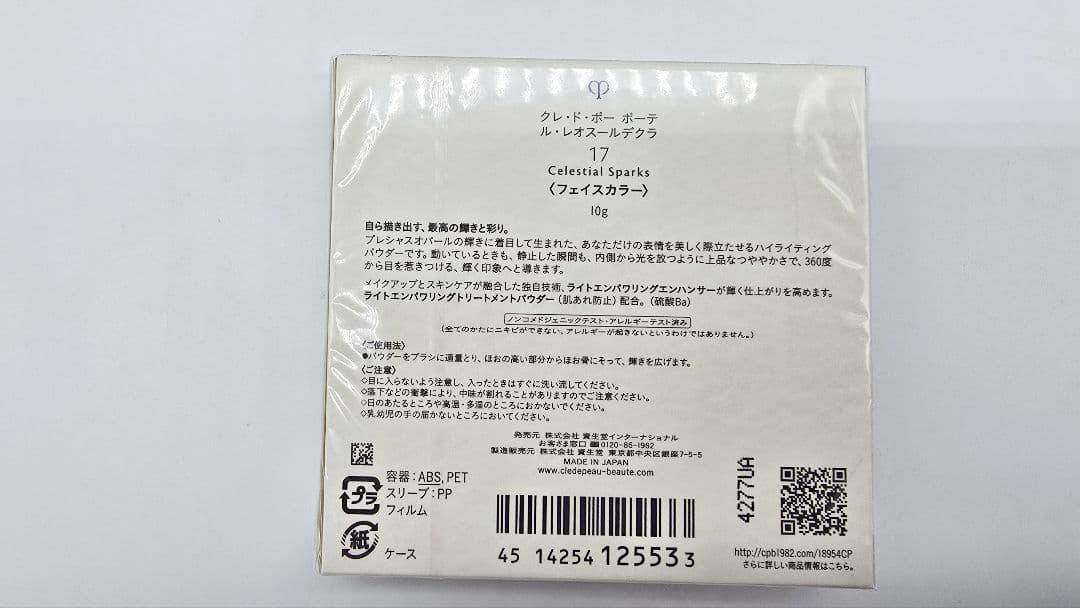 クレ・ド・ポー ボーテ
ル・レオスールデクラ
17
Celestial Sparks
〈フェイスカラー〉
10g
自ら描き出す、最高の輝きと彩り。
プレシャスオパールの輝きに着目して生まれた、あなただけの表情を美しく際立たせるハイライティング
パウダーです。動いているときも、静止した瞬間も、内側から光を放つように上品なつややかさで、360度
から目を惹きつける、輝く印象へと導きます。
メイクアップとスキンケアが融合した独自技術、ライトエンパワリングエンハンサーが輝く仕上がりを高めます。
ライトエンパワリングトリートメントパウダー（肌あれ防止）配合。（硫酸Ba）
ノンコメドジェニックテスト・アレルギーテスト済み
（全てのかたにニキビができない、アレルギーが起きないというわけではありません。）
〈ご使用法〉
●パウダーをブラシに適量とり、ほおの高い部分からほお骨にそって、輝きを広げます。
〈ご注意〉
◇目に入らないよう注意し、入ったときはすぐに洗い流してください。
◇落下などの衝撃により、中味が割れることがありますのでご注意ください。
◇日のあたるところや高温・多湿のところにおかないでください。
◇乳幼児の手の届かないところにおいてください。
発売元 株式会社 資生堂インターナショナル
お客さま窓口 0120-86-1982
製造販売元 株式会社 資生堂 東京都中央区銀座7-5-5
MADE IN JAPAN
www.cledepeau-beaute.com
プラ
容器：ABS, PET
スリーブ：PP
フィルム
紙
ケース
45 14254 12553 3
4277UA
http://cpb1982.com/18954CP
さらに詳しい商品情報はこちら。